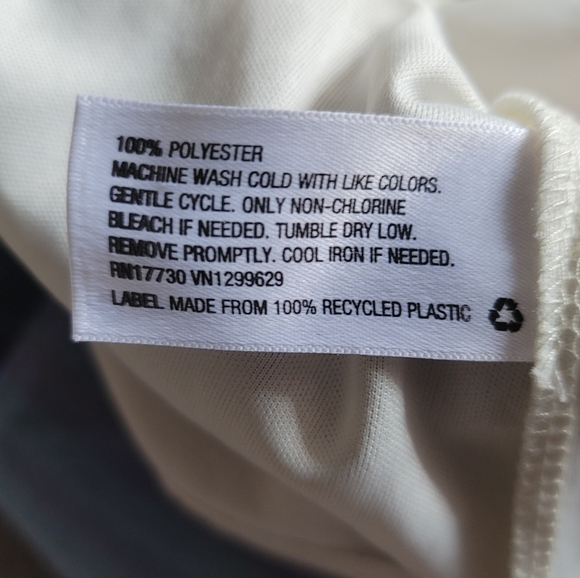 100% POLYESTER
MACHINE WASH COLD WITH LIKE COLORS.
GENTLE CYCLE. ONLY NON-CHLORINE
BLEACH IF NEEDED. TUMBLE DRY LOW.
REMOVE PROMPTLY. COOL IRON IF NEEDED.
RN17730 VN1299629
LABEL MADE FROM 100% RECYCLED PLASTIC